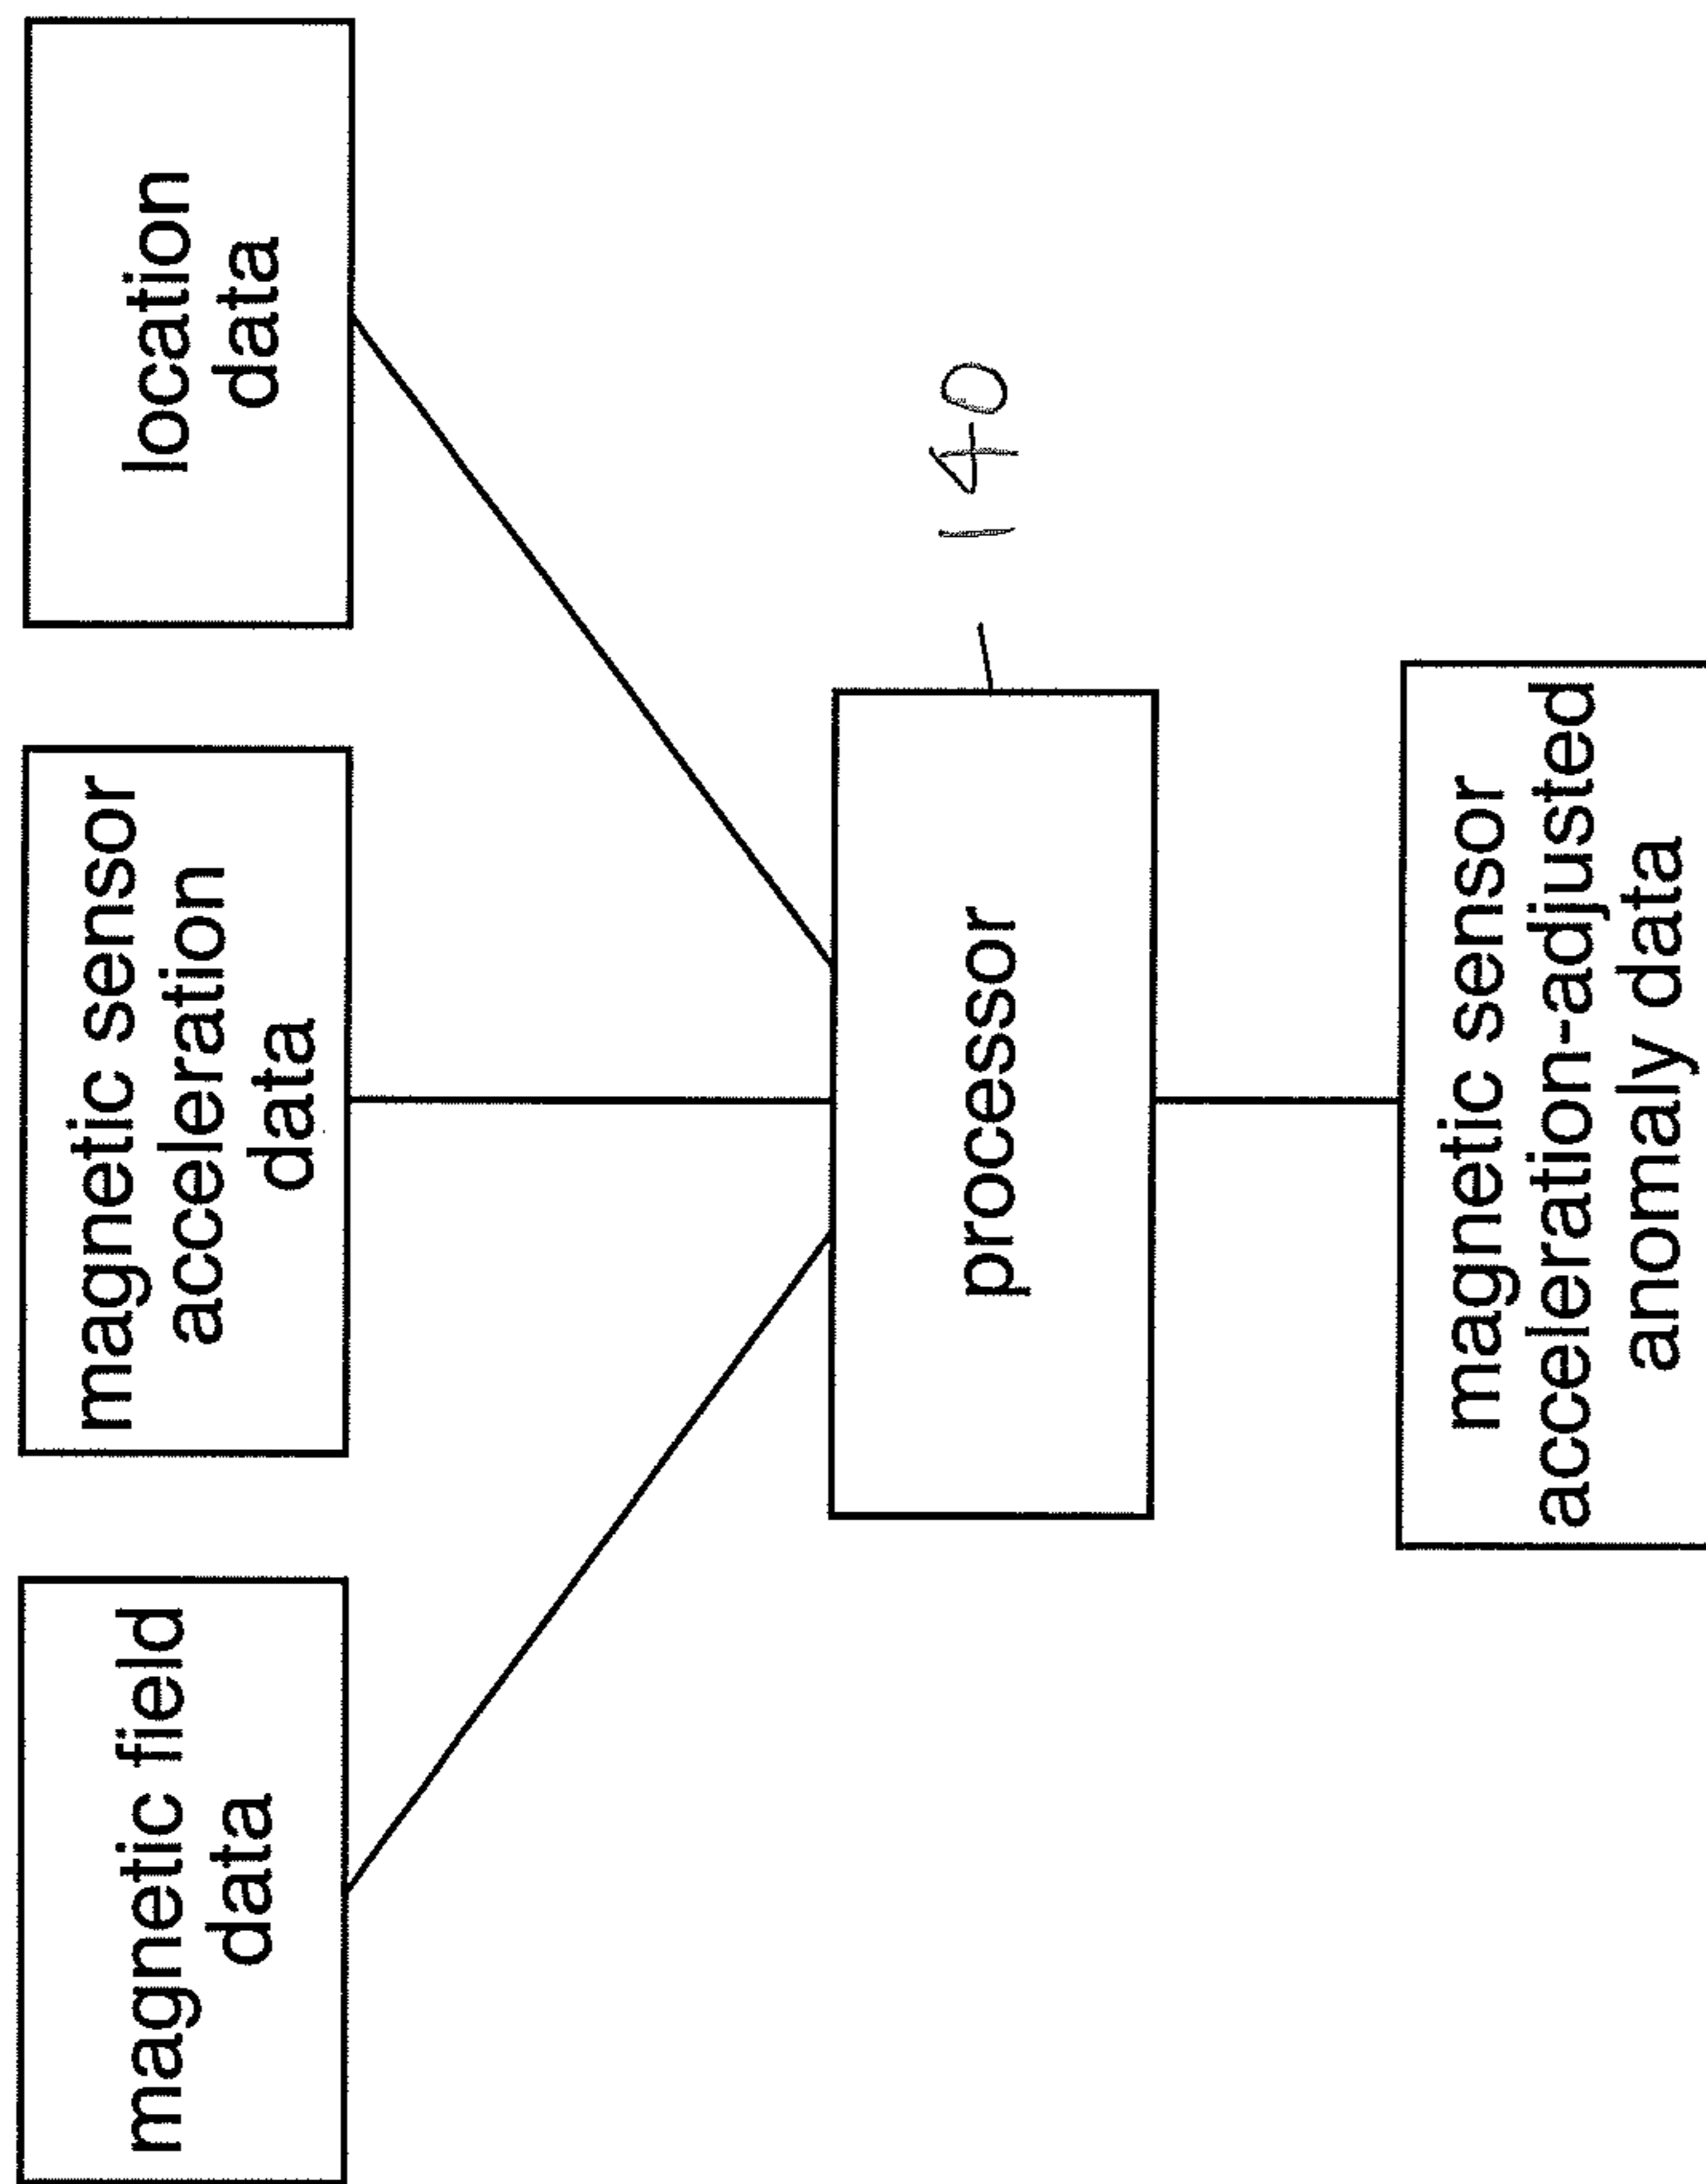 magnetic field
data
magnetic sensor
acceleration
data
location
data
processor
140
magnetic sensor
acceleration-adjusted
anomaly data